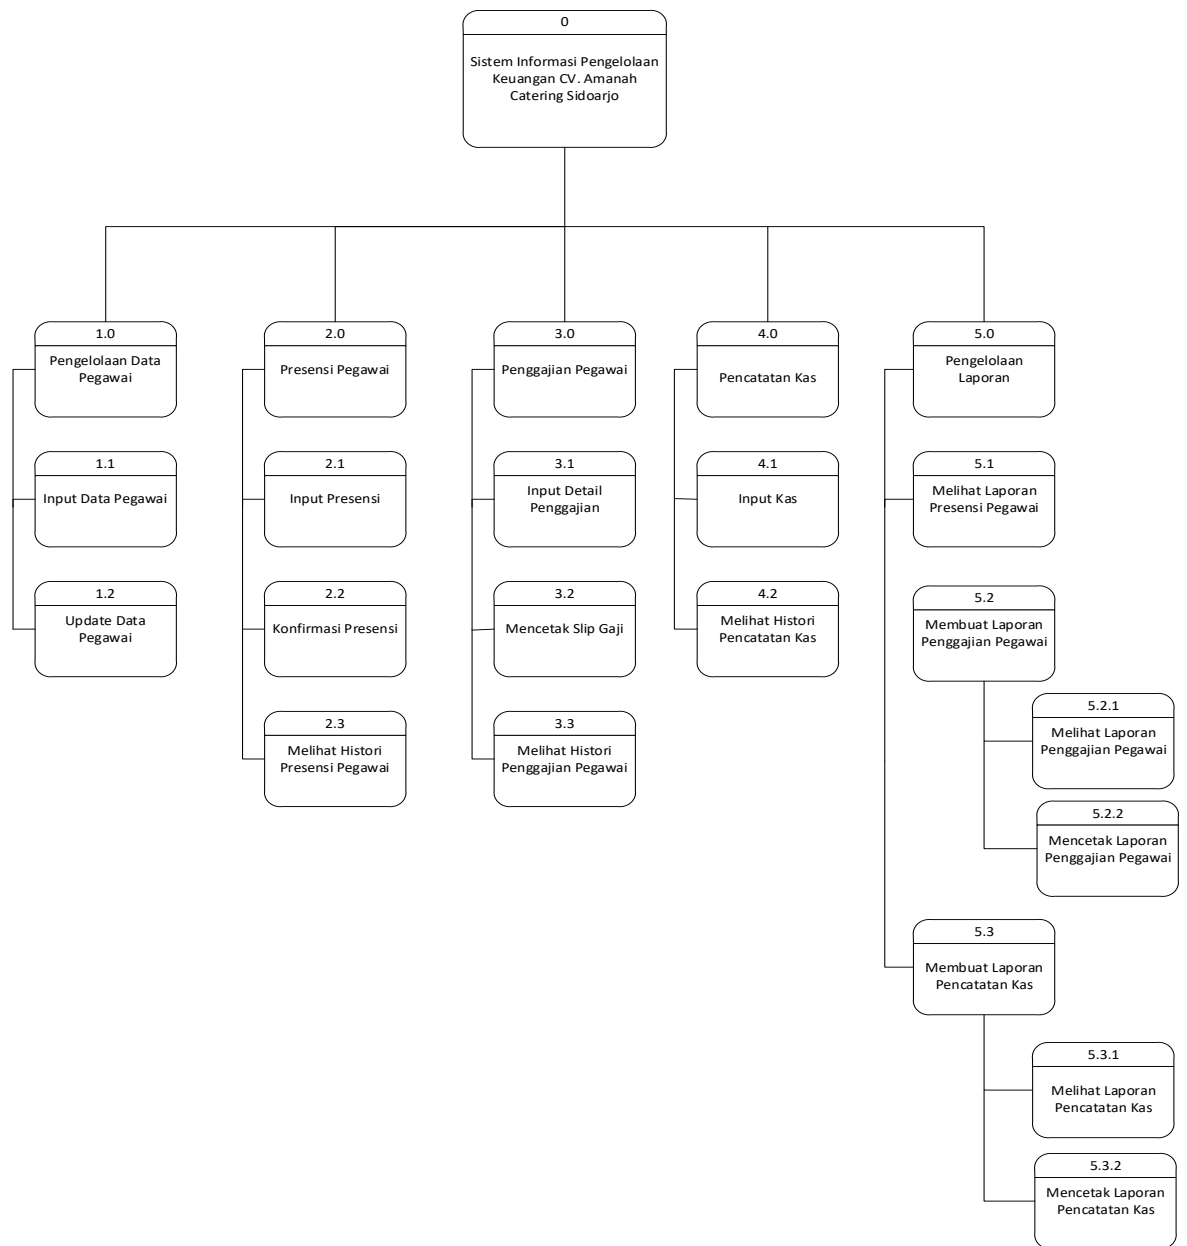 0
Sistem Informasi Pengelolaan
Keuangan CV. Amanah
Catering Sidoarjo
1.0
Pengelolaan Data
Pegawai
2.0
Presensi Pegawai
3.0
Penggajian Pegawai
4.0
Pencatatan Kas
5.0
Pengelolaan
Laporan
1.1
Input Data Pegawai
2.1
Input Presensi
3.1
Input Detail
Penggajian
4.1
Input Kas
5.1
Melihat Laporan
Presensi Pegawai
1.2
Update Data
Pegawai
2.2
Konfirmasi Presensi
3.2
Mencetak Slip Gaji
4.2
Melihat Histori
Pencatatan Kas
5.2
Membuat Laporan
Penggajian Pegawai
2.3
Melihat Histori
Presensi Pegawai
3.3
Melihat Histori
Penggajian Pegawai
5.2.1
Melihat Laporan
Penggajian Pegawai
5.2.2
Mencetak Laporan
Penggajian Pegawai
5.3
Membuat Laporan
Pencatatan Kas
5.3.1
Melihat Laporan
Pencatatan Kas
5.3.2
Mencetak Laporan
Pencatatan Kas